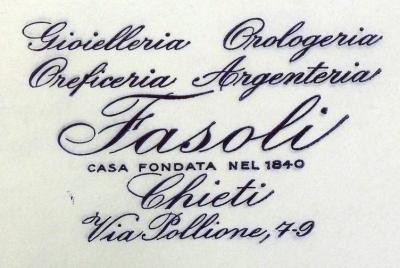 Gioielleria Orologeria
Oreficeria Argenteria
Fasoli
CASA FONDATA NEL 1840
Chieti
Via Pollione, 7-9